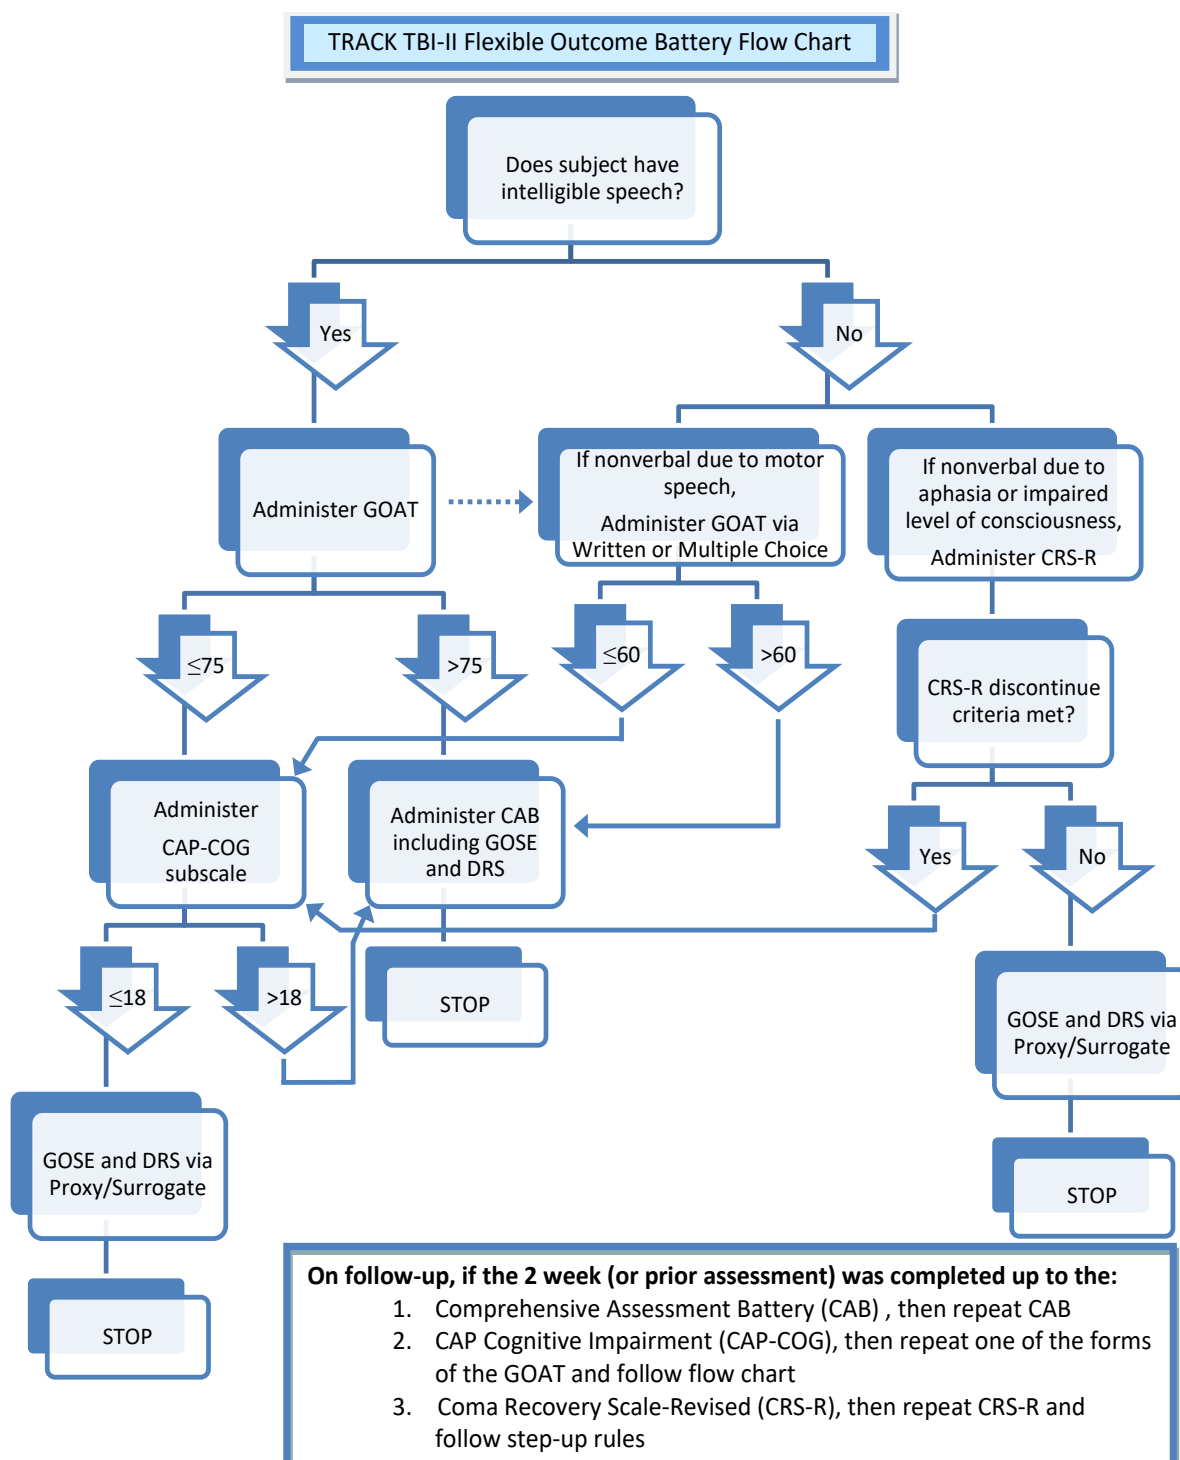 TRACK TBI-II Flexible Outcome Battery Flow Chart
Does subject have
intelligible speech?
Yes
No
Administer GOAT
If nonverbal due to motor
speech,
Administer GOAT via
Written or Multiple Choice
If nonverbal due to
aphasia or impaired
level of consciousness,
Administer CRS-R
≤75
>75
≤60
>60
CRS-R discontinue
criteria met?
Administer
CAP-COG
subscale
Administer CAB
including GOSE
and DRS
Yes
No
≤18
>18
STOP
GOSE and DRS via
Proxy/Surrogate
GOSE and DRS via
Proxy/Surrogate
STOP
STOP
On follow-up, if the 2 week (or prior assessment) was completed up to the:
1. Comprehensive Assessment Battery (CAB) , then repeat CAB
2. CAP Cognitive Impairment (CAP-COG), then repeat one of the forms
of the GOAT and follow flow chart
3. Coma Recovery Scale-Revised (CRS-R), then repeat CRS-R and
follow step-up rules